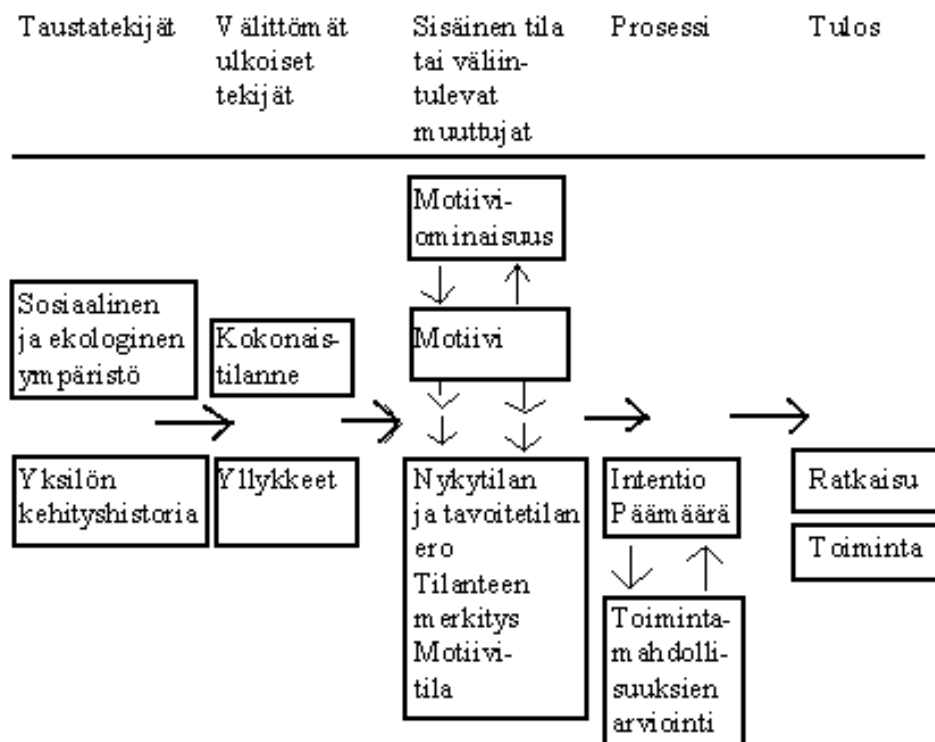 Taustatekijät
Välittömät
ulkoiset
tekijät
Sisäinen tila
tai väliin-
tulevat
muuttujat
Prosessi
Tulos
Motiivi-
ominaisuus
Sosiaalinen
ja ekologinen
ympäristö
Kokonais-
tilanne
Motiivi
Yksilön
kehityshistoria
Yllykkeet
Nykytilan
ja tavoitetilan
ero
Tilanteen
merkitys
Motiivi-
tila
Intentio
Päämäärä
Toiminta-
mahdolli-
suuksien
arviointi
Ratkaisu
Toiminta